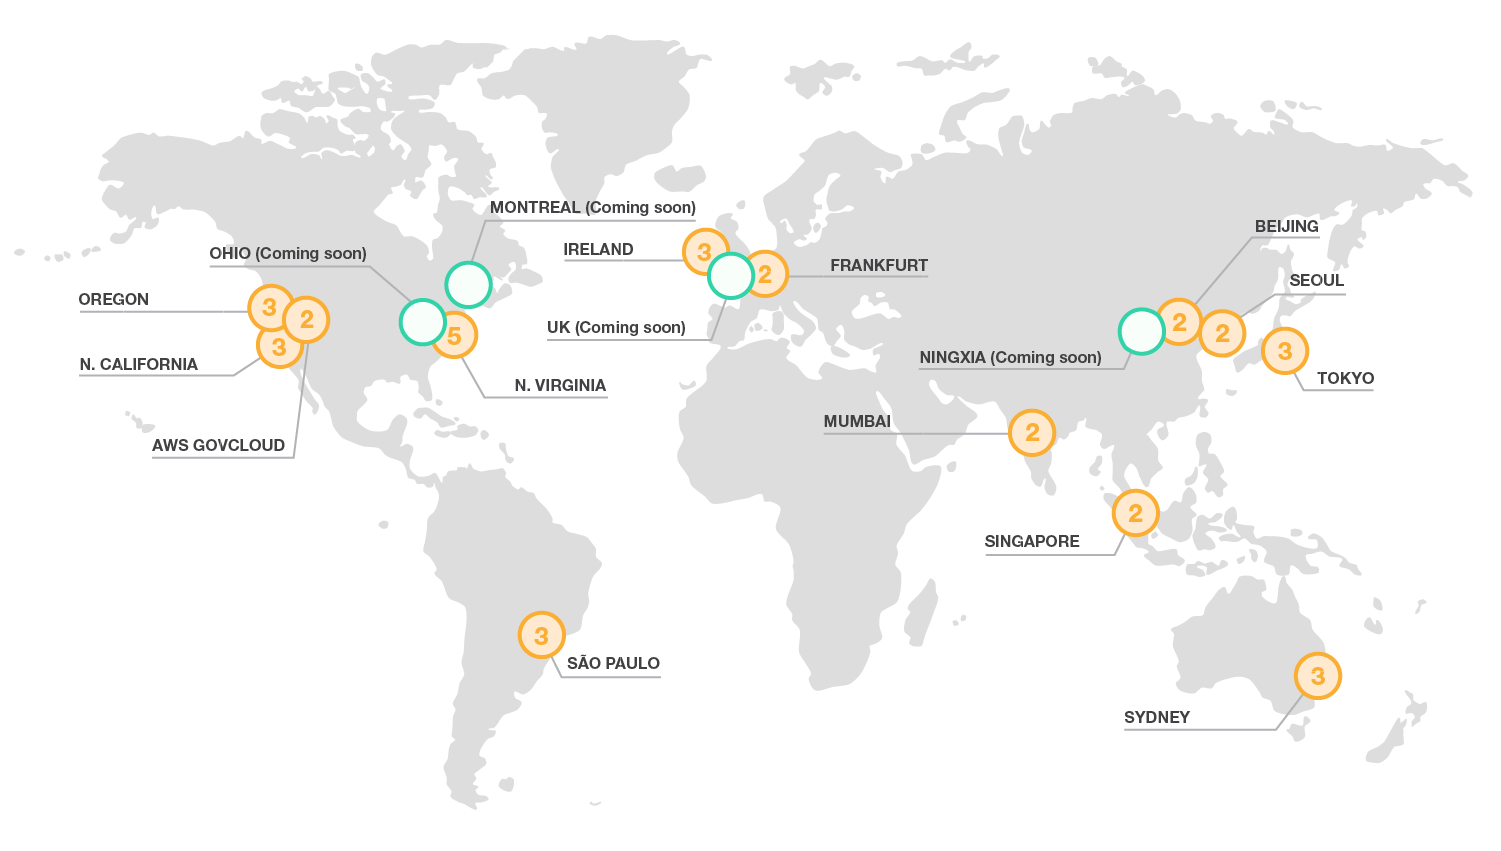 MONTREAL (Coming soon)
OHIO (Coming soon)
IRELAND
3
BEIJING
FRANKFURT
2
SEOUL
OREGON
3
2
3
5
UK (Coming soon)
2
2
NINGXIA (Coming soon)
3
TOKYO
N. CALIFORNIA
N. VIRGINIA
MUMBAI
2
AWS GOVCLOUD
2
SINGAPORE
3
SÃO PAULO
3
SYDNEY